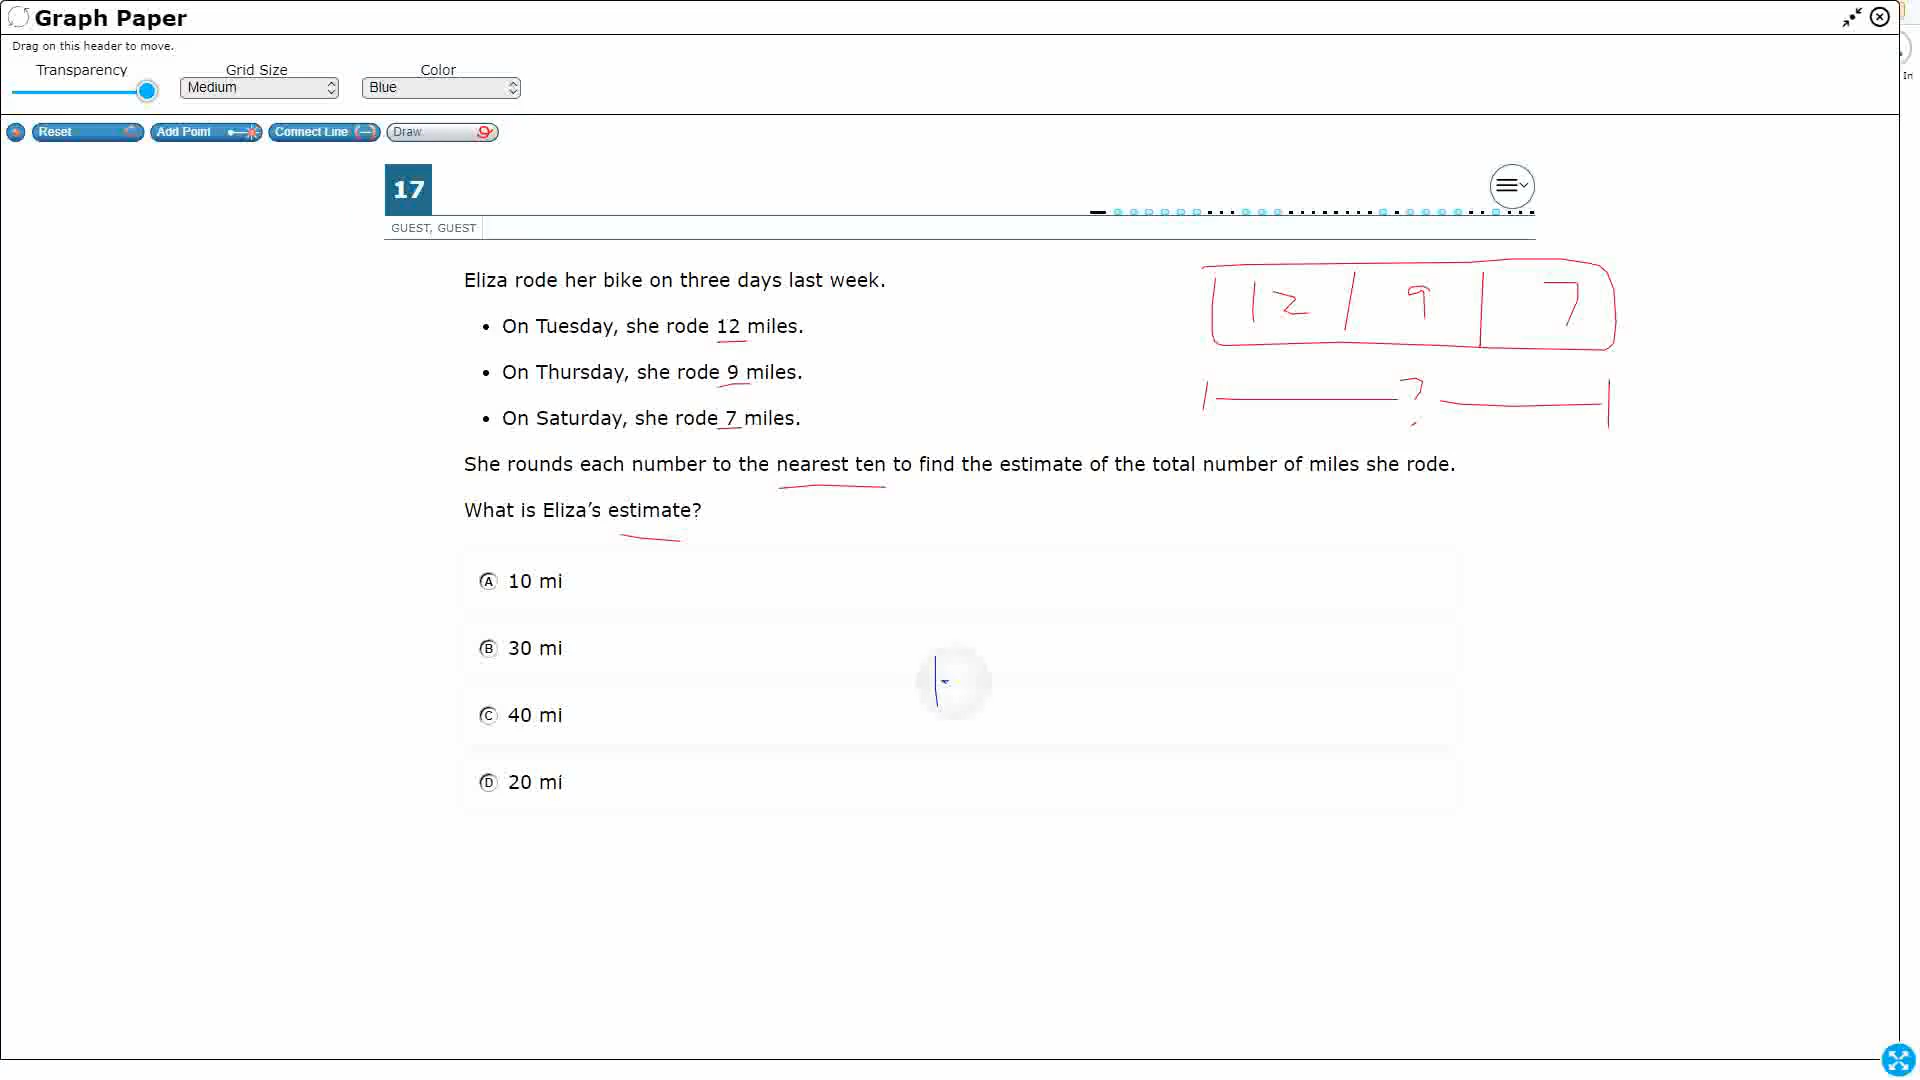 Graph Paper
Drag on this header to move.
Transparency Grid Size Color
Medium Blue
Reset Add Point Connect Line Draw
17
GUEST, GUEST
Eliza rode her bike on three days last week.
• On Tuesday, she rode 12 miles.
• On Thursday, she rode 9 miles.
• On Saturday, she rode 7 miles.
12 9 7
?
She rounds each number to the nearest ten to find the estimate of the total number of miles she rode.
What is Eliza’s estimate?
A 10 mi
B 30 mi
C 40 mi
D 20 mi